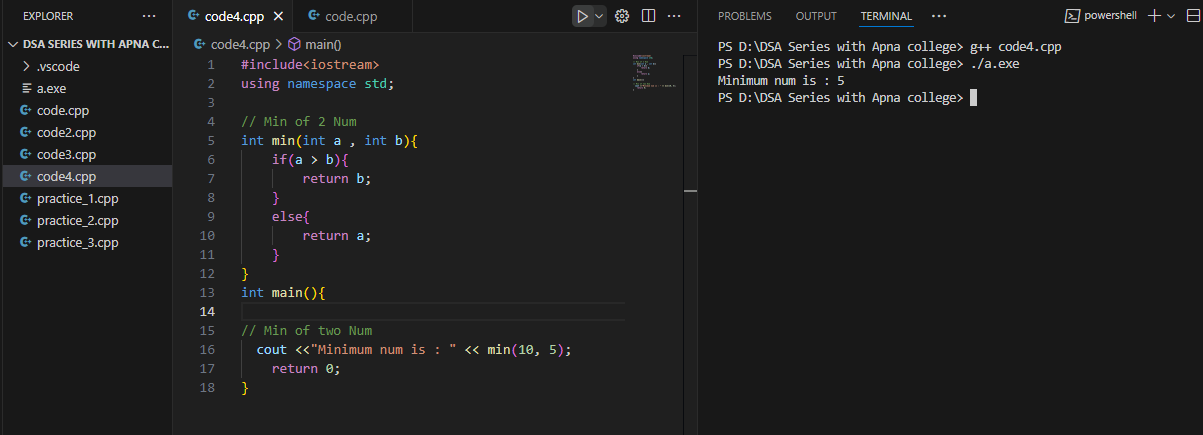 EXPLORER ···
DSA SERIES WITH APNA C...
.vscode
a.exe
code.cpp
code2.cpp
code3.cpp
code4.cpp
practice_1.cpp
practice_2.cpp
practice_3.cpp
code4.cpp code.cpp
code4.cpp > main()
1 #include<iostream>
2 using namespace std;
3
4 // Min of 2 Num
5 int min(int a , int b){
6     if(a > b){
7         return b;
8     }
9     else{
10         return a;
11     }
12 }
13 int main(){
14
15 // Min of two Num
16   cout <<"Minimum num is : " << min(10, 5);
17     return 0;
18 }
PROBLEMS OUTPUT TERMINAL ··· powershell
PS D:\DSA Series with Apna college> g++ code4.cpp
PS D:\DSA Series with Apna college> ./a.exe
Minimum num is : 5
PS D:\DSA Series with Apna college>